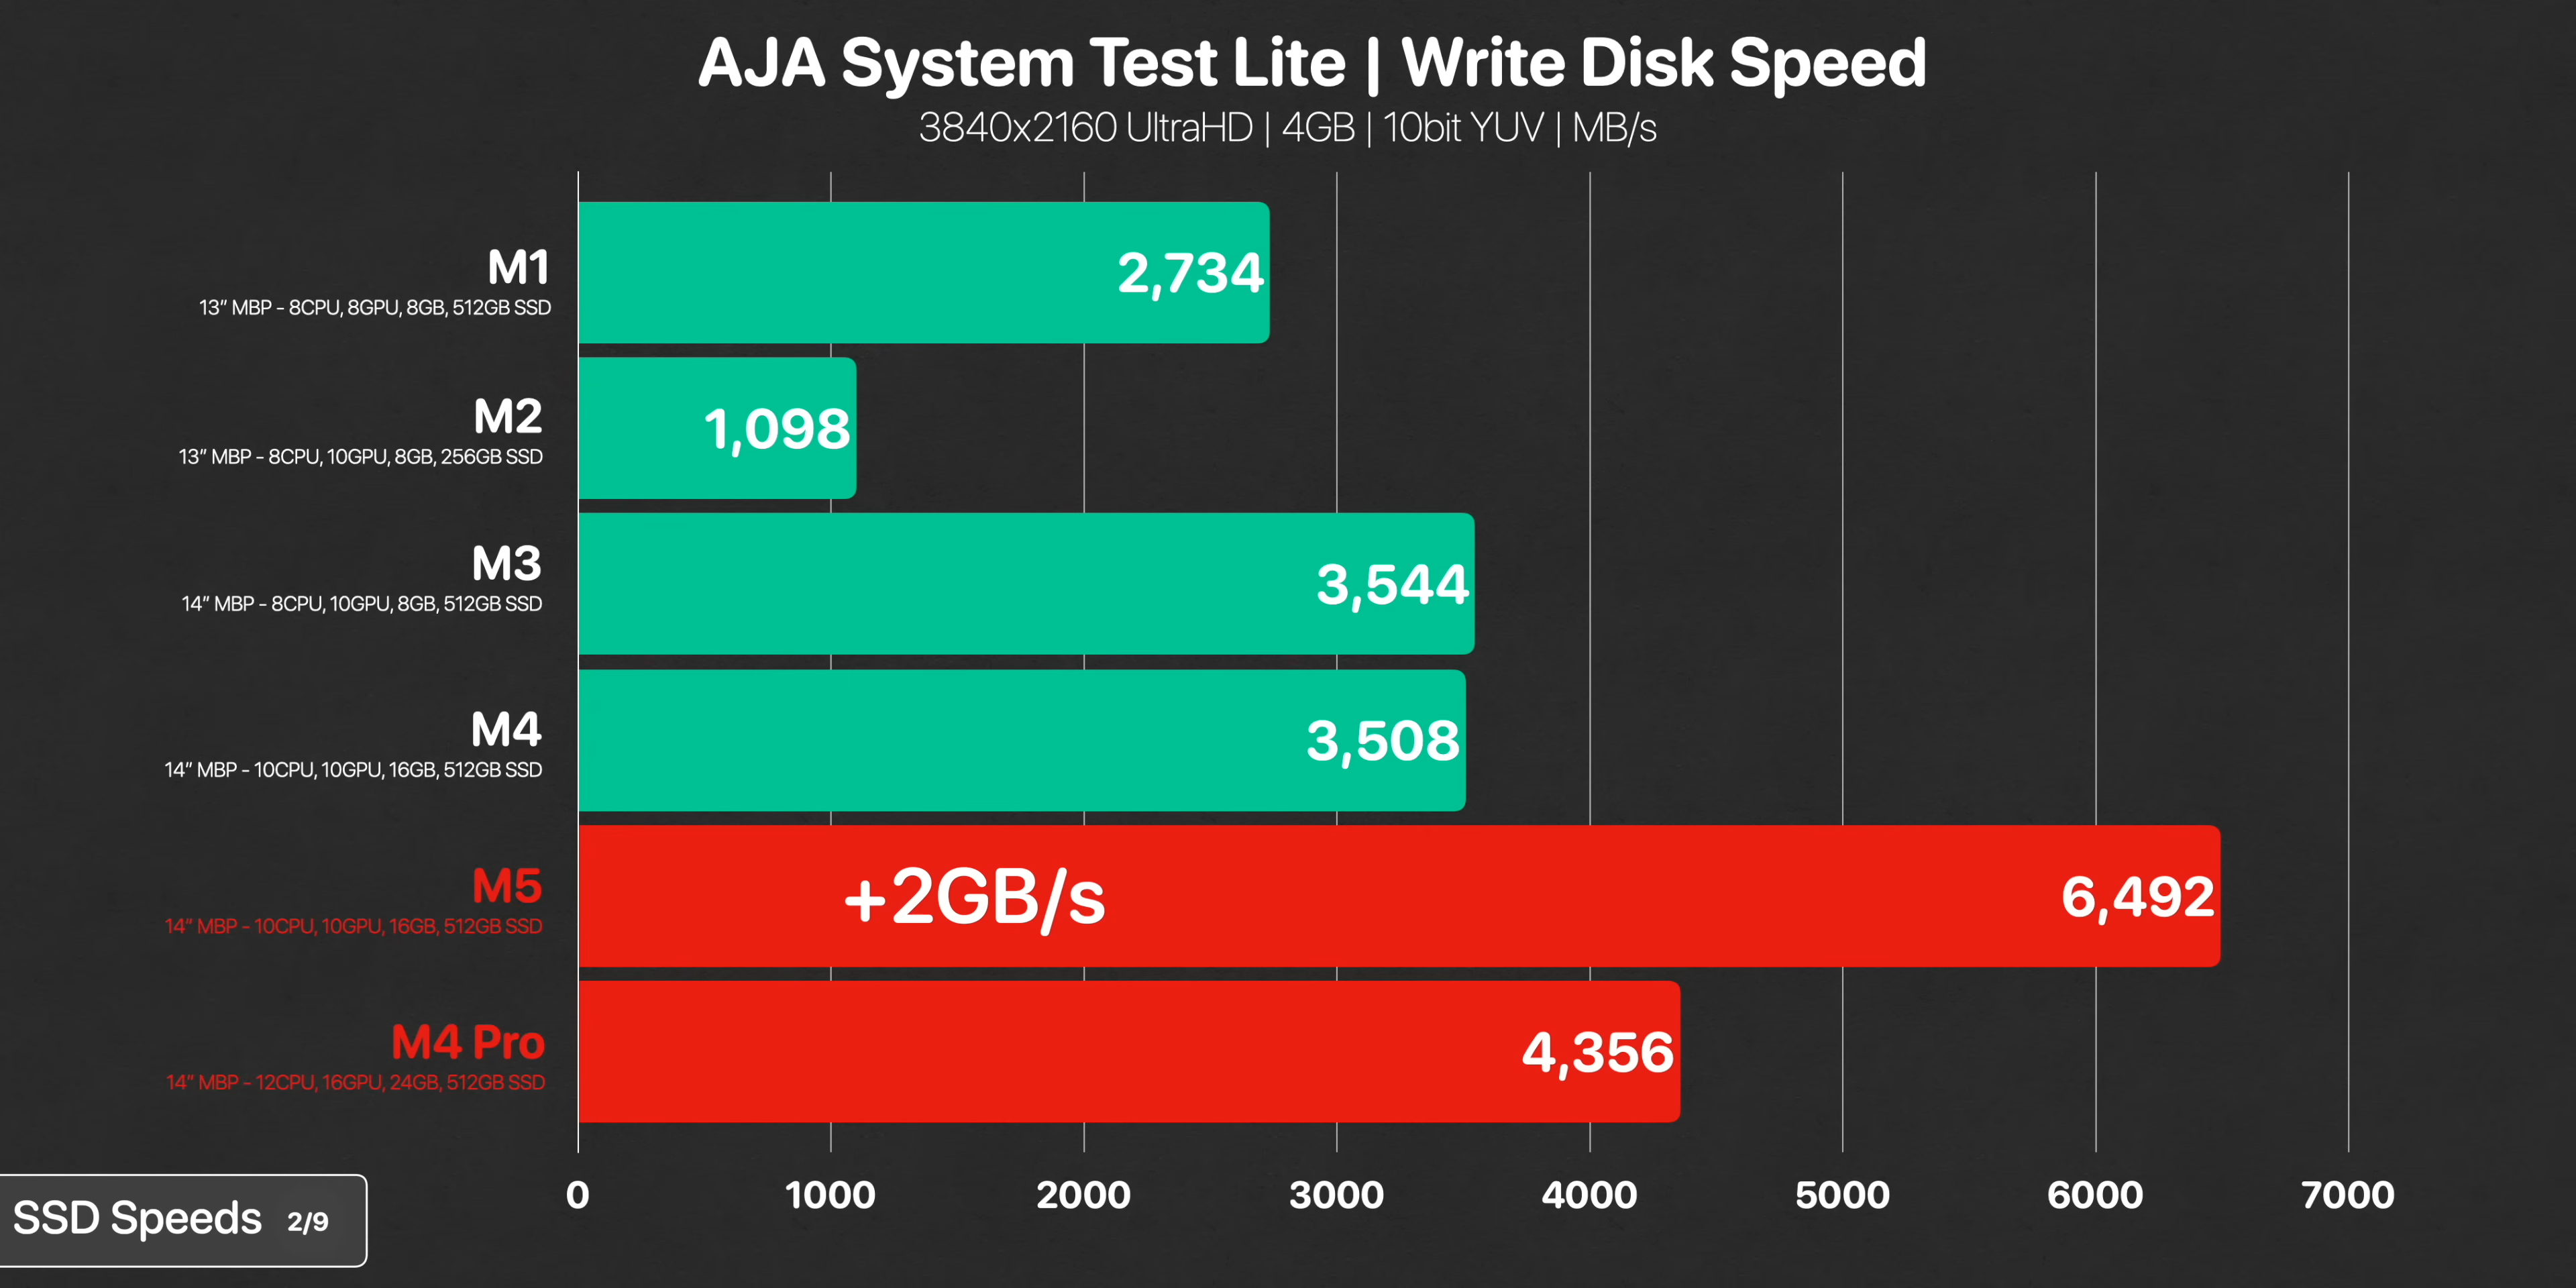 AJA System Test Lite | Write Disk Speed
3840x2160 UltraHD | 4GB | 10bit YUV | MB/s
M1
13” MBP - 8CPU, 8GPU, 8GB, 512GB SSD
2,734
M2
13” MBP - 8CPU, 10GPU, 8GB, 256GB SSD
1,098
M3
14” MBP - 8CPU, 10GPU, 8GB, 512GB SSD
3,544
M4
14” MBP - 10CPU, 10GPU, 16GB, 512GB SSD
3,508
M5
14” MBP - 10CPU, 10GPU, 16GB, 512GB SSD
+2GB/s
6,492
M4 Pro
14” MBP - 12CPU, 16GPU, 24GB, 512GB SSD
4,356
0 1000 2000 3000 4000 5000 6000 7000
SSD Speeds 2/9